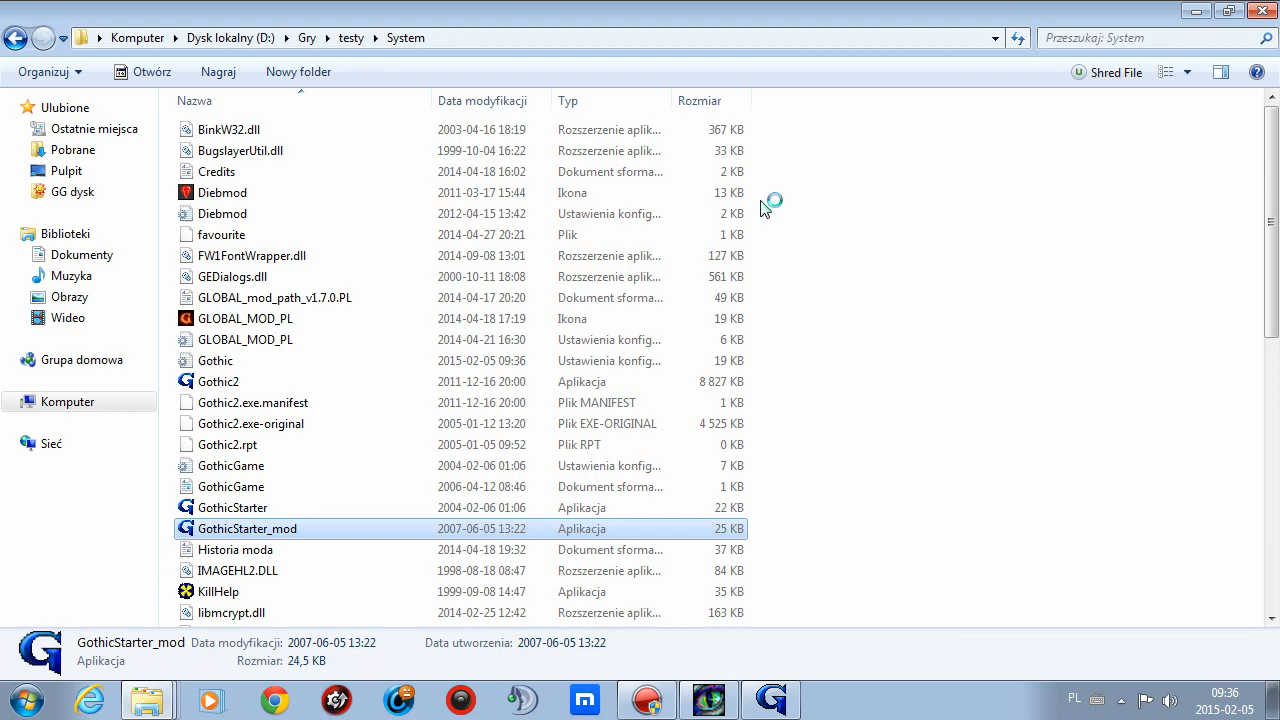 Komputer Dysk lokalny (D:) Gry testy System Przeszukaj: System
Organizuj Otwórz Nagraj Nowy folder Shred File
Nazwa Data modyfikacji Typ Rozmiar
Ulubione
Ostatnie miejsca
Pobrane
Pulpit
GG dysk
Biblioteki
Dokumenty
Muzyka
Obrazy
Wideo
Grupa domowa
Komputer
Sieć
BinkW32.dll 2003-04-16 18:19 Rozszerzenie aplik... 367 KB
BugslayerUtil.dll 1999-10-04 16:22 Rozszerzenie aplik... 33 KB
Credits 2014-04-18 16:02 Dokument sforma... 2 KB
Diebmod 2011-03-17 15:44 Ikona 13 KB
Diebmod 2012-04-15 13:42 Ustawienia konfig... 2 KB
favourite 2014-04-27 20:21 Plik 1 KB
FW1FontWrapper.dll 2014-09-08 13:01 Rozszerzenie aplik... 127 KB
GEDialogs.dll 2000-10-11 18:08 Rozszerzenie aplik... 561 KB
GLOBAL_mod_path_v1.7.0.PL 2014-04-17 20:20 Dokument sforma... 49 KB
GLOBAL_MOD_PL 2014-04-18 17:19 Ikona 19 KB
GLOBAL_MOD_PL 2014-04-21 16:30 Ustawienia konfig... 6 KB
Gothic 2015-02-05 09:36 Ustawienia konfig... 19 KB
Gothic2 2011-12-16 20:00 Aplikacja 8 827 KB
Gothic2.exe.manifest 2011-12-16 20:00 Plik MANIFEST 1 KB
Gothic2.exe-original 2005-01-12 13:20 Plik EXE-ORIGINAL 4 525 KB
Gothic2.rpt 2005-01-05 09:52 Plik RPT 0 KB
GothicGame 2004-02-06 01:06 Ustawienia konfig... 7 KB
GothicGame 2006-04-12 08:46 Dokument sforma... 1 KB
GothicStarter 2004-02-06 01:06 Aplikacja 22 KB
GothicStarter_mod 2007-06-05 13:22 Aplikacja 25 KB
Historia moda 2014-04-18 19:32 Dokument sforma... 37 KB
IMAGEHL2.DLL 1998-08-18 08:47 Rozszerzenie aplik... 84 KB
KillHelp 1999-09-08 14:47 Aplikacja 35 KB
libmcrypt.dll 2014-02-25 12:42 Rozszerzenie aplik... 163 KB
GothicStarter_mod Data modyfikacji: 2007-06-05 13:22 Data utworzenia: 2007-06-05 13:22
Aplikacja Rozmiar: 24,5 KB
PL 09:36
2015-02-05